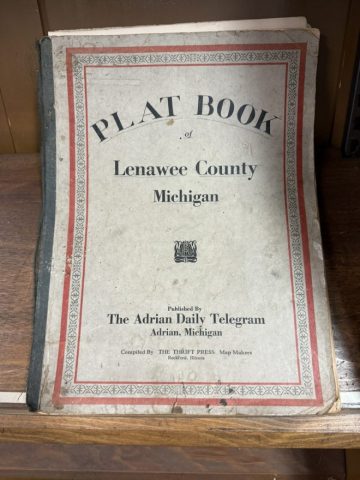 PLAT BOOK
of
Lenawee County
Michigan
Published By
The Adrian Daily Telegram
Adrian, Michigan
Compiled By THE THRIFT PRESS Map Makers
Rockford, Illinois